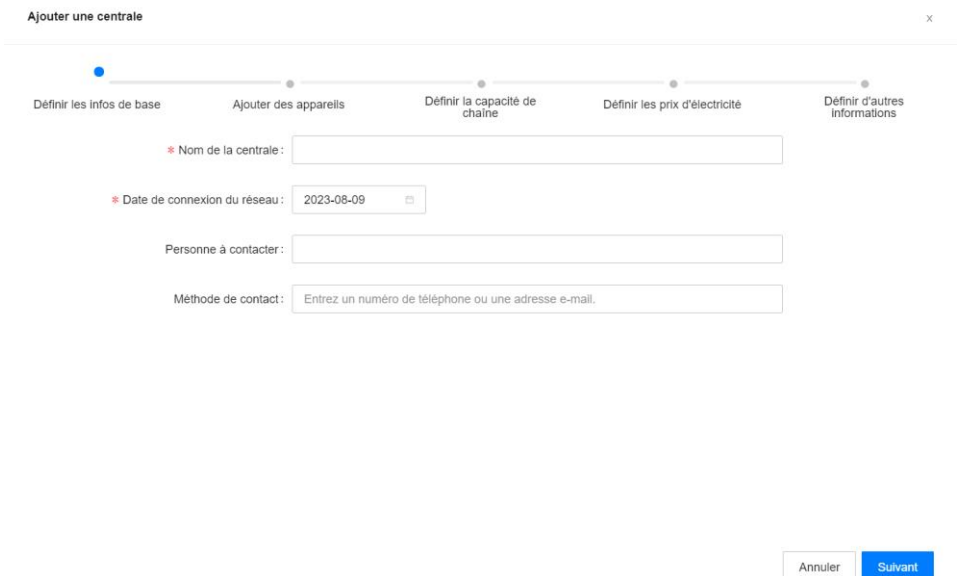 Ajouter une centrale
x
Définir les infos de base
Ajouter des appareils
Définir la capacité de
chaîne
Définir les prix d'électricité
Définir d'autres
informations
* Nom de la centrale :
* Date de connexion du réseau :
2023-08-09
Personne à contacter :
Méthode de contact :
Entrez un numéro de téléphone ou une adresse e-mail.
Annuler
Suivant